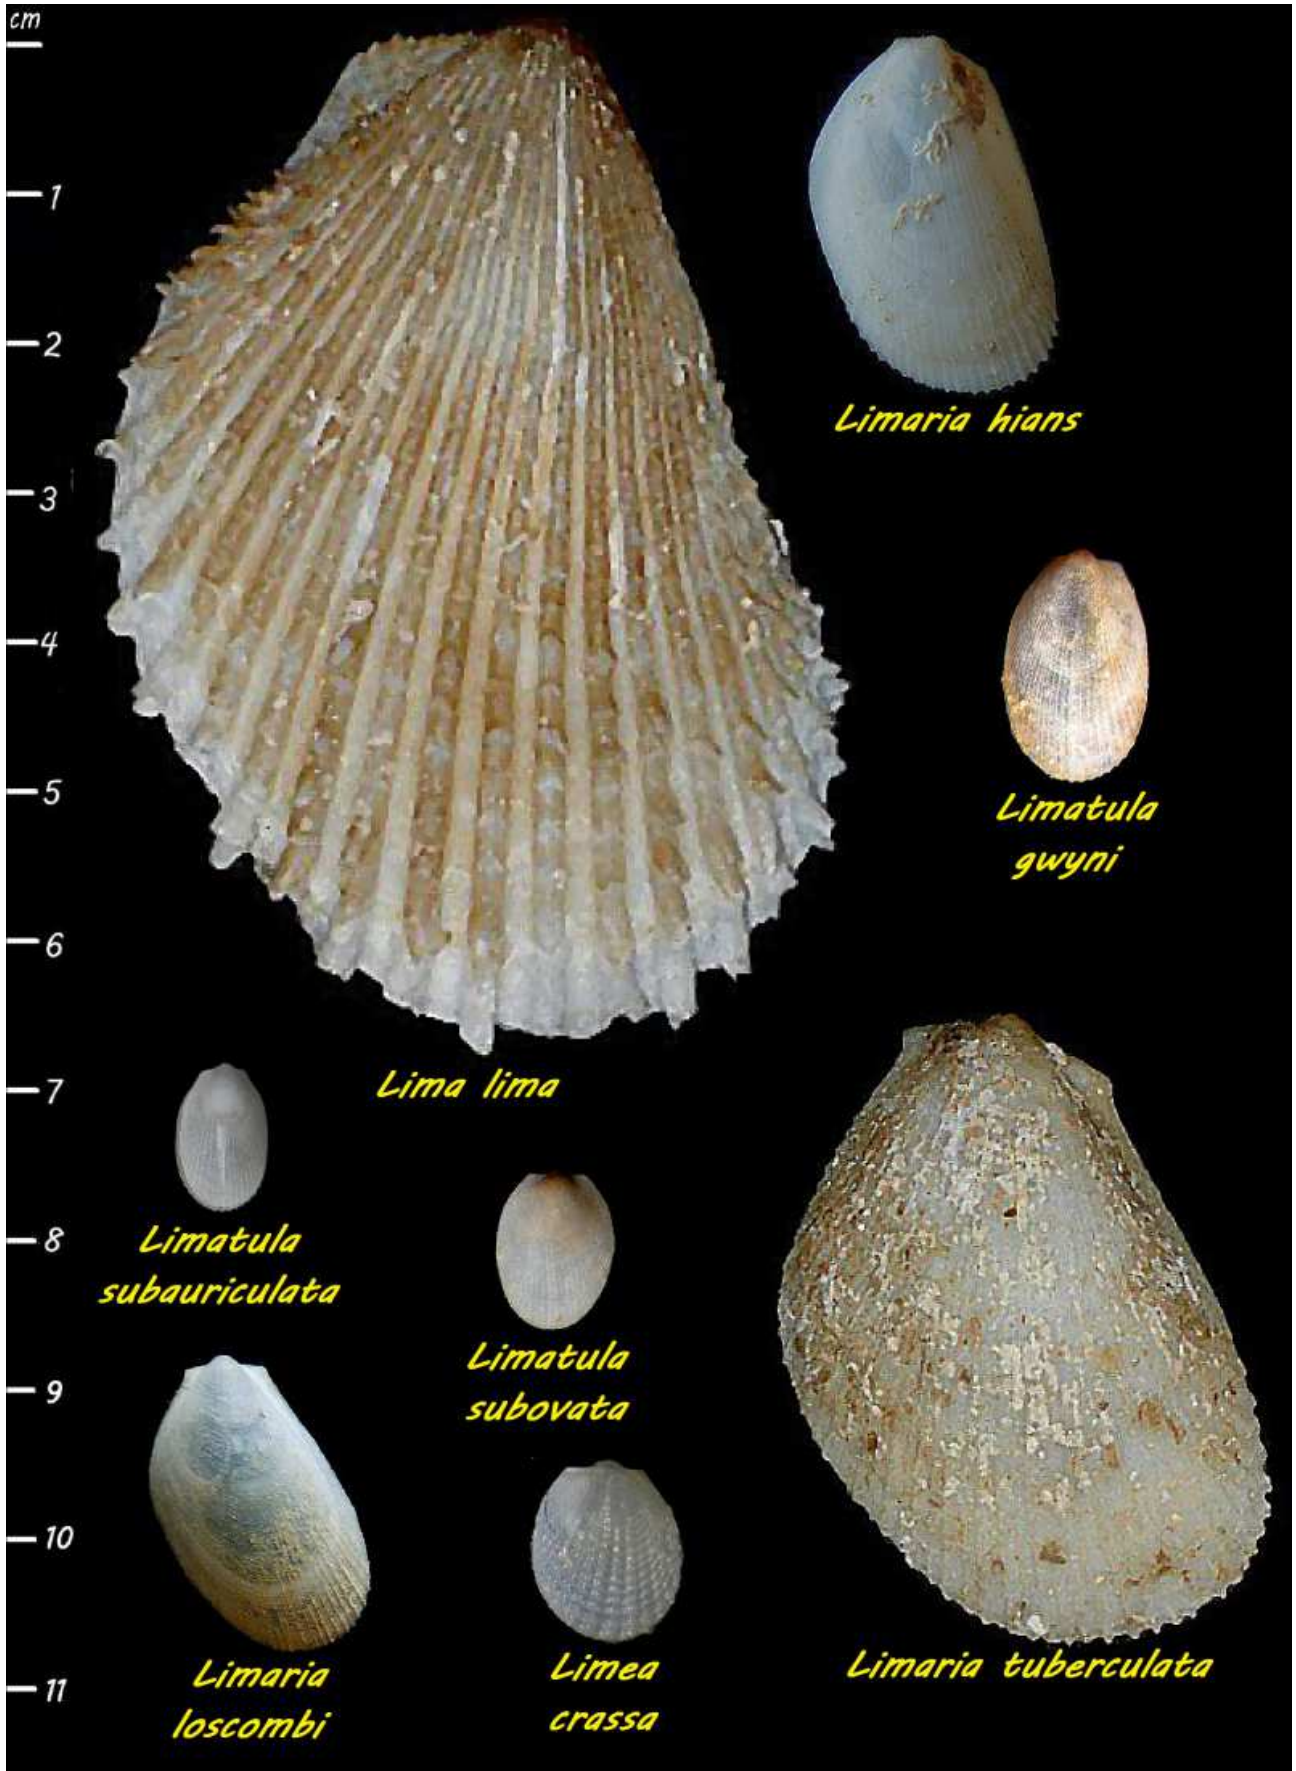 cm
1
2
Limaria hians
3
4
Limatula
gwyni
5
6
Lima lima
7
Limatula
subauriculata
8
Limatula
subovata
9
10
Limaria
loscombi
Limea
crassa
Limaria tuberculata
11